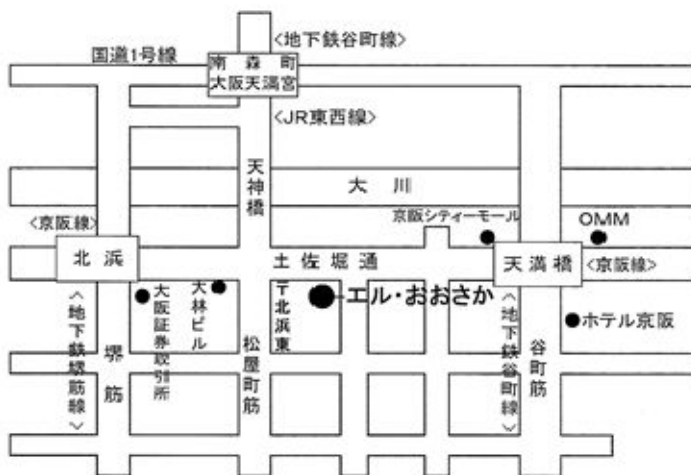 〈地下鉄谷町線〉
国道1号線
南森町
大阪天満宮
〈JR東西線〉
天神橋
大川
〈京阪線〉
京阪シティーモール
OMM
北浜
土佐堀通
天満橋
〈京阪線〉
〈地下鉄堺筋線〉
堺筋
大阪証券取引所
大林ビル
松屋町筋
〒北浜東
エル・おおさか
〈地下鉄谷町線〉
谷町筋
ホテル京阪